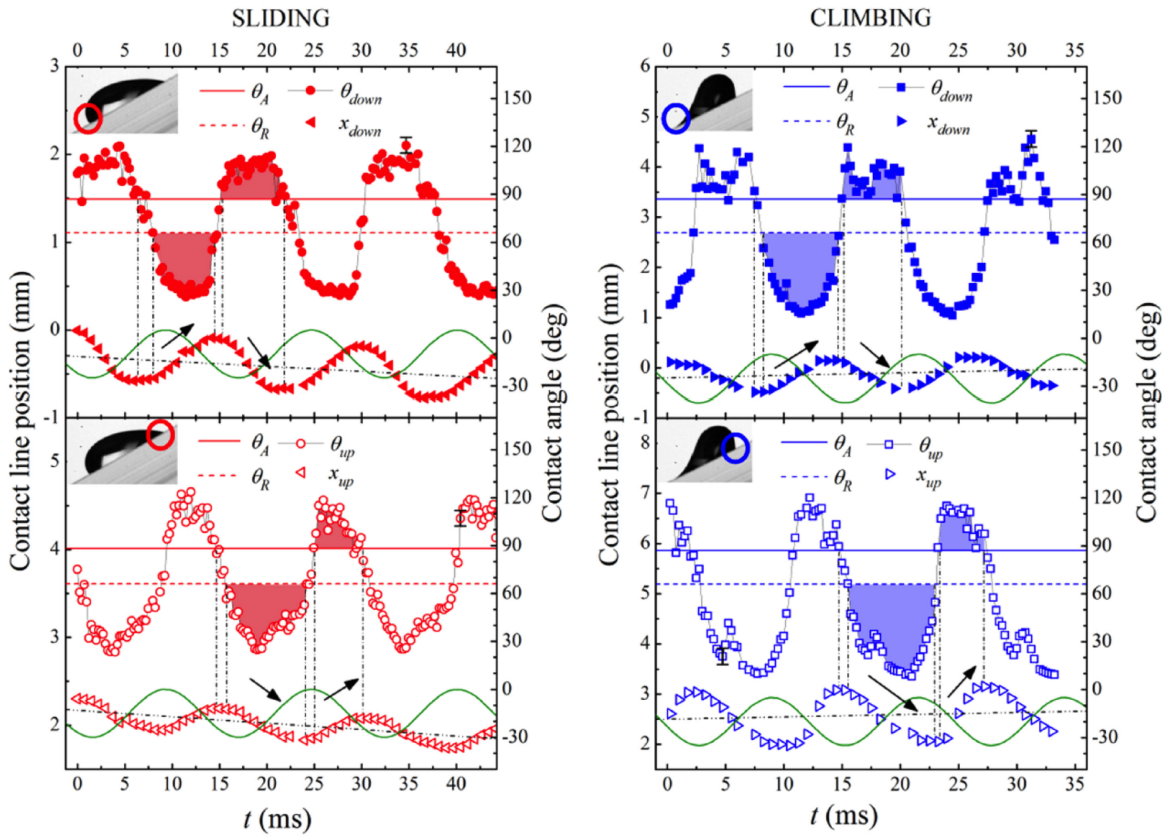 SLIDING
CLIMBING
0 5 10 15 20 25 30 35 40
0 5 10 15 20 25 30 35
3
2
1
0
-1
150
120
90
60
30
0
-30
θA θdown
θR xdown
6
5
4
3
2
1
0
-1
150
120
90
60
30
0
-30
θA θdown
θR xdown
5
4
3
2
150
120
90
60
30
0
-30
θA θup
θR xup
8
7
6
5
4
3
2
150
120
90
60
30
0
-30
θA θup
θR xup
Contact line position (mm)
Contact angle (deg)
Contact line position (mm)
Contact angle (deg)
0 5 10 15 20 25 30 35 40
0 5 10 15 20 25 30 35
t (ms)
t (ms)